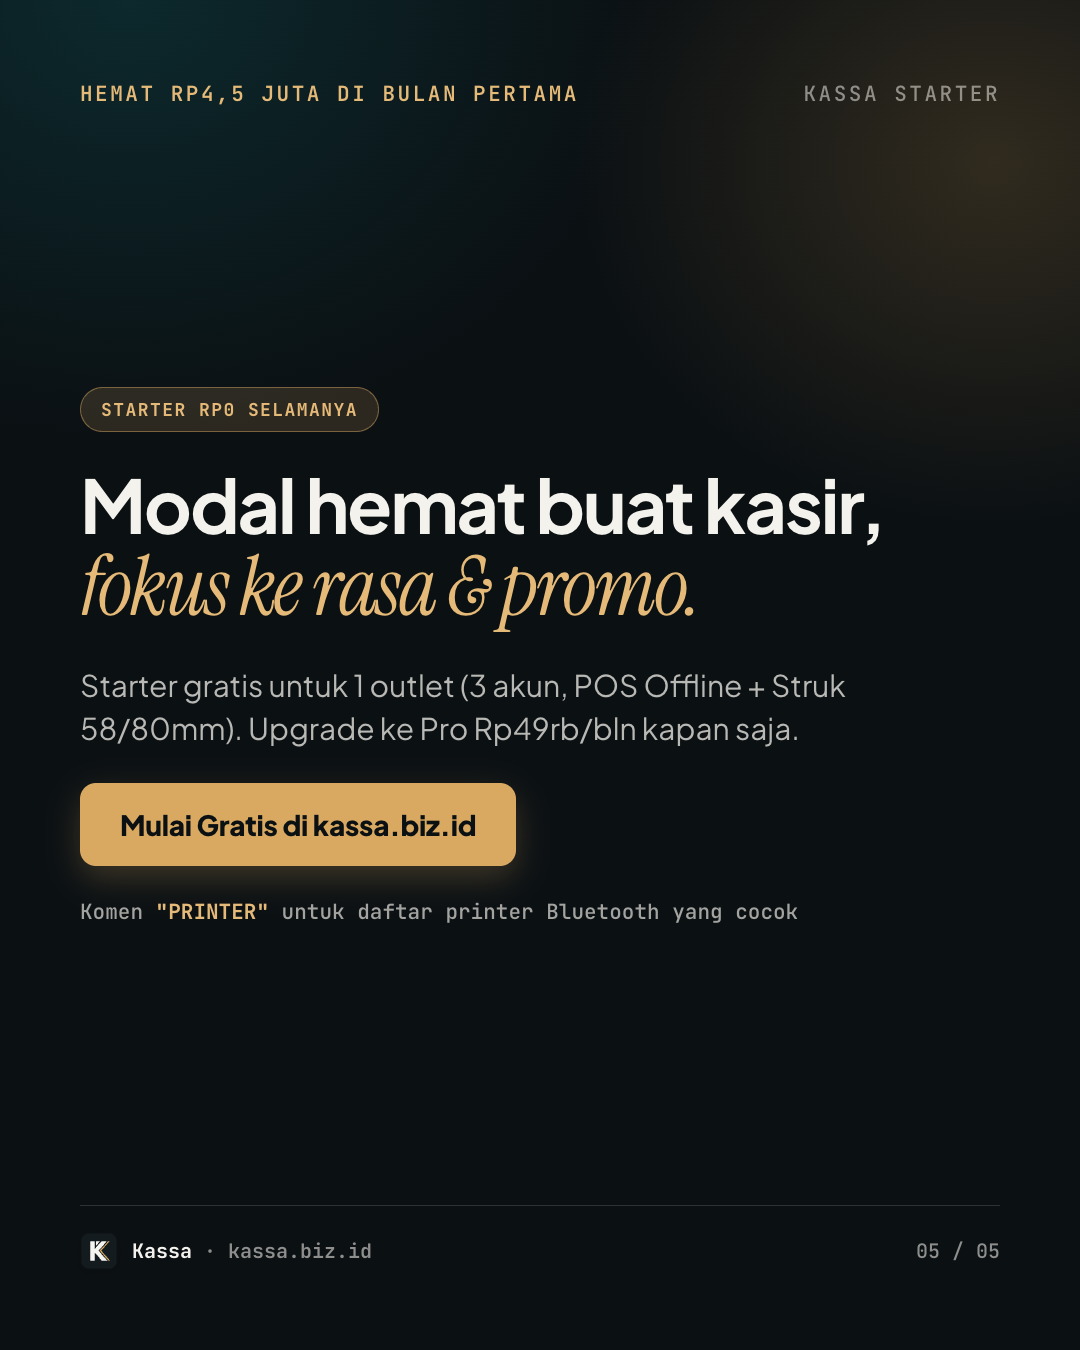 HEMAT RP4,5 JUTA DI BULAN PERTAMA
KASSA STARTER
STARTER RP0 SELAMANYA
Modal hemat buat kasir,
fokus ke rasa & promo.
Starter gratis untuk 1 outlet (3 akun, POS Offline + Struk
58/80mm). Upgrade ke Pro Rp49rb/bln kapan saja.
Mulai Gratis di kassa.biz.id
Komen "PRINTER" untuk daftar printer Bluetooth yang cocok
K Kassa · kassa.biz.id
05 / 05